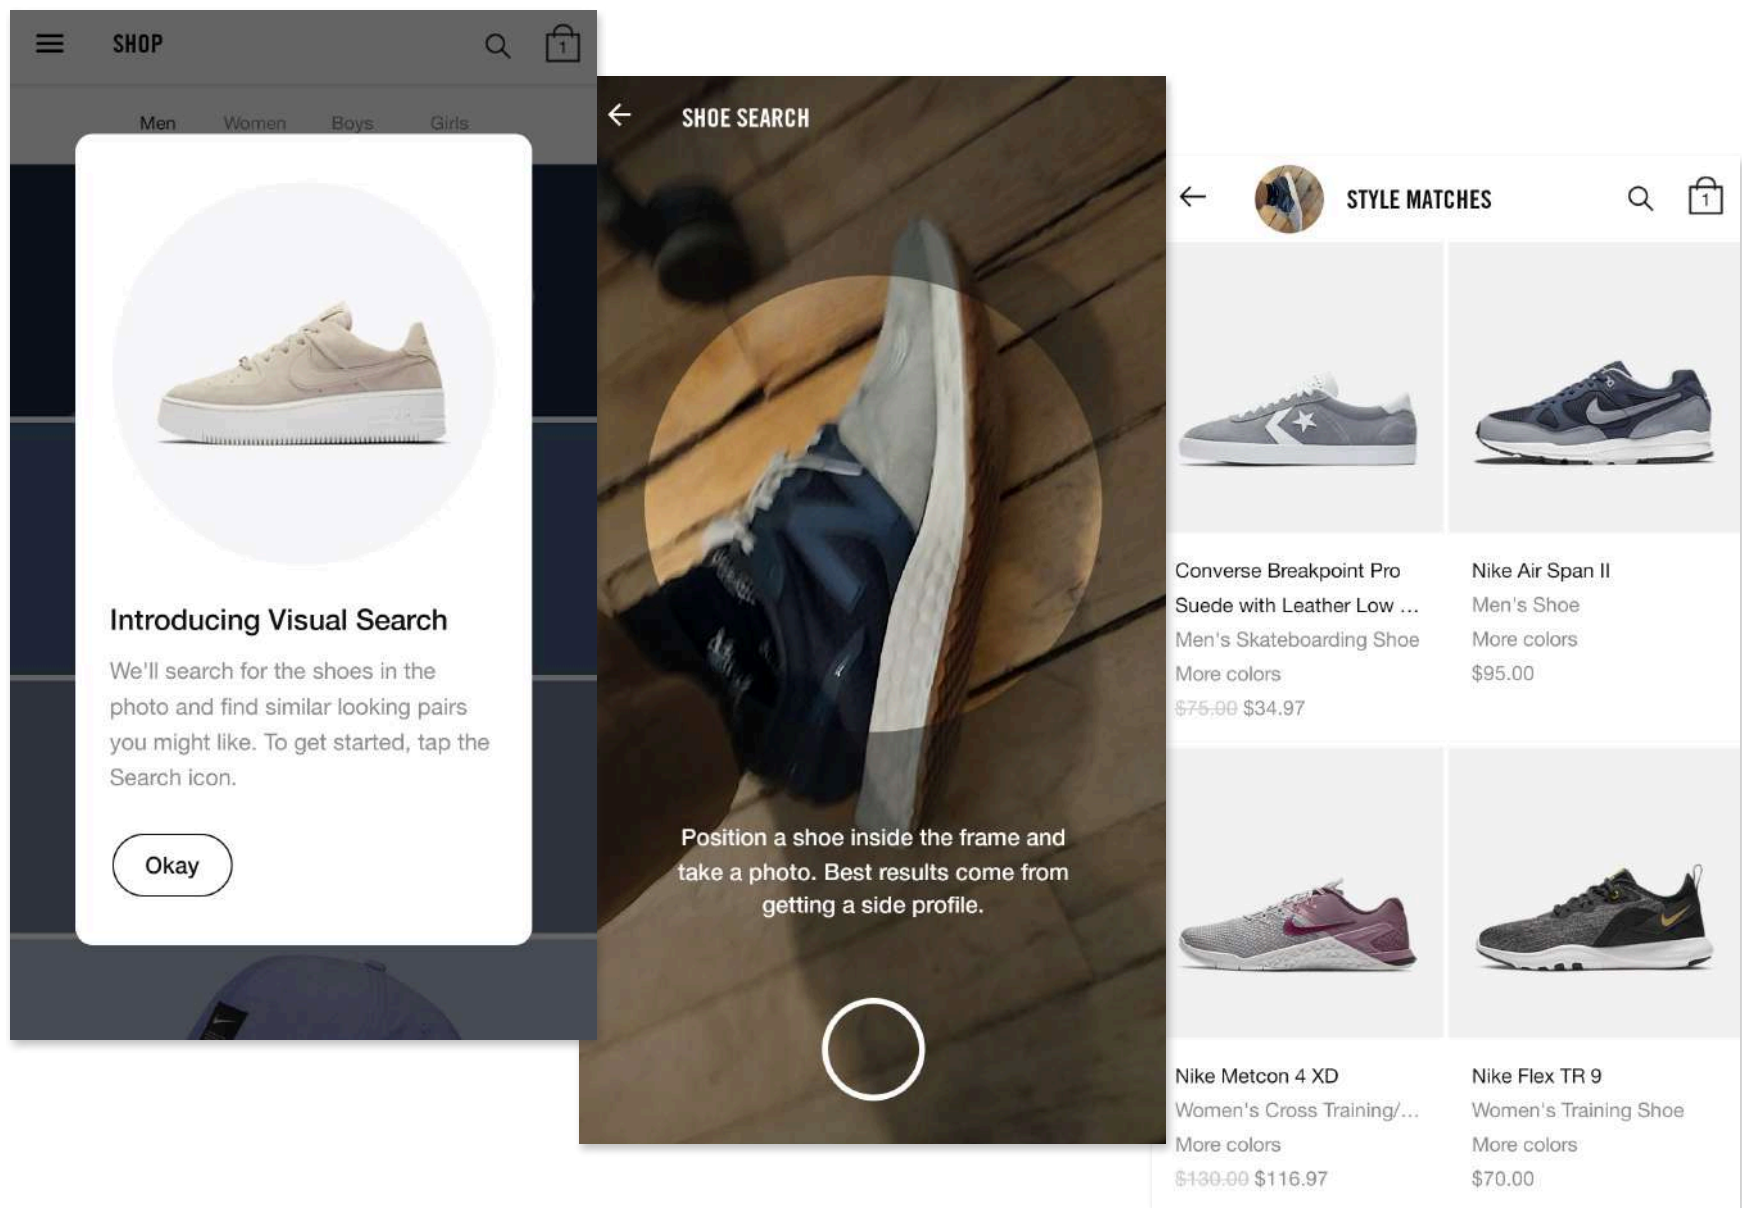 SHOP
1
Men Women Boys Girls
Introducing Visual Search
We'll search for the shoes in the
photo and find similar looking pairs
you might like. To get started, tap the
Search icon.
Okay
SHOE SEARCH
Position a shoe inside the frame and
take a photo. Best results come from
getting a side profile.
STYLE MATCHES
1
Converse Breakpoint Pro
Suede with Leather Low ...
Men's Skateboarding Shoe
More colors
$75.00 $34.97
Nike Air Span II
Men's Shoe
More colors
$95.00
Nike Metcon 4 XD
Women's Cross Training/...
More colors
$130.00 $116.97
Nike Flex TR 9
Women's Training Shoe
More colors
$70.00